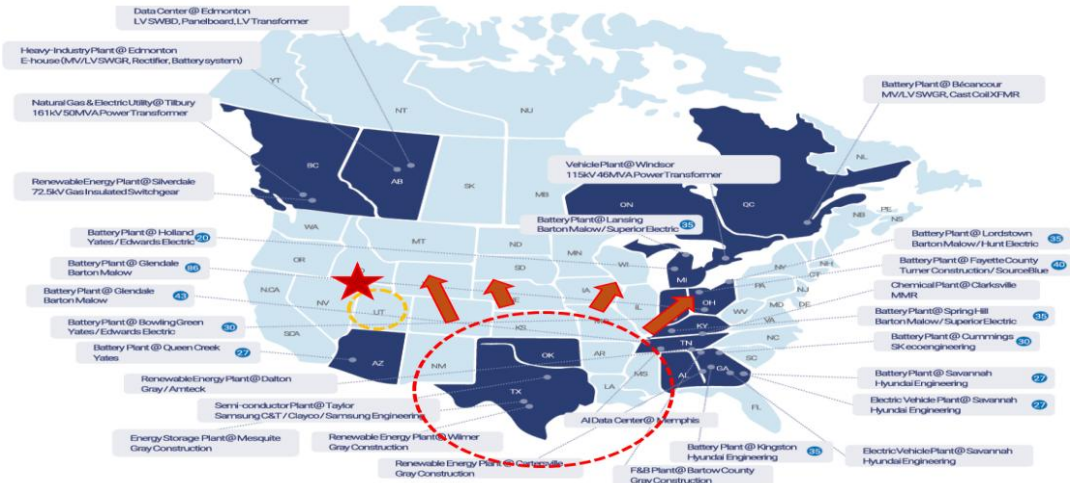 Data Center @ Edmonton
LV SWBD, Panelboard, LV Transformer
Heavy-Industry Plant @ Edmonton
E-house (MV/LV SWGR, Rectifier, Battery system)
Natural Gas & Electric Utility @ Tilbury
161kV 50MVA Power Transformer
Renewable Energy Plant @ Silverdale
72.5kV Gas Insulated Switchgear
Battery Plant @ Holland
Yates / Edwards Electric 20
Battery Plant @ Glendale
Barton Malow 86
Battery Plant @ Glendale
Barton Malow 43
Battery Plant @ Bowling Green
Yates / Edwards Electric 30
Battery Plant @ Queen Creek
Yates 27
Renewable Energy Plant @ Dalton
Gray / Amteck
Semi-conductor Plant @ Taylor
Samsung C&T / Clayco / Samsung Engineering
Energy Storage Plant @ Mesquite
Gray Construction
Renewable Energy Plant @ Wilmer
Gray Construction
Renewable Energy Plant @ Cartersville
Gray Construction
Battery Plant @ Bécancour
MV/LV SWGR, Cast Coil XFMR
Vehicle Plant @ Windsor
115kV 46MVA Power Transformer
Battery Plant @ Lansing
Barton Malow / Superior Electric 35
Battery Plant @ Lordstown
Barton Malow / Hunt Electric 35
Battery Plant @ Fayette County
Turner Construction / SourceBlue 40
Chemical Plant @ Clarksville
MMR
Battery Plant @ Spring Hill
Barton Malow / Superior Electric 35
Battery Plant @ Cummings
SK ecoengineering 30
Battery Plant @ Savannah
Hyundai Engineering 27
Electric Vehicle Plant @ Savannah
Hyundai Engineering 27
AI Data Center @ Memphis
Battery Plant @ Kingston
Hyundai Engineering 35
Electric Vehicle Plant @ Savannah
Hyundai Engineering
F&B Plant @ Bartow County
Gray Construction
YT
NT
NU
BC
AB
SK
MB
ON
QC
NL
NB
PE
NS
WA
MT
ND
MN
OR
SD
WI
MI
NY
NH
CT
NJ
N.CA
NV
UT
IA
IL
OH
PA
MD
DE
WV
VA
KS
KY
SCA
AZ
NM
OK
AR
TN
NC
SC
TX
LA
MS
AL
GA
FL